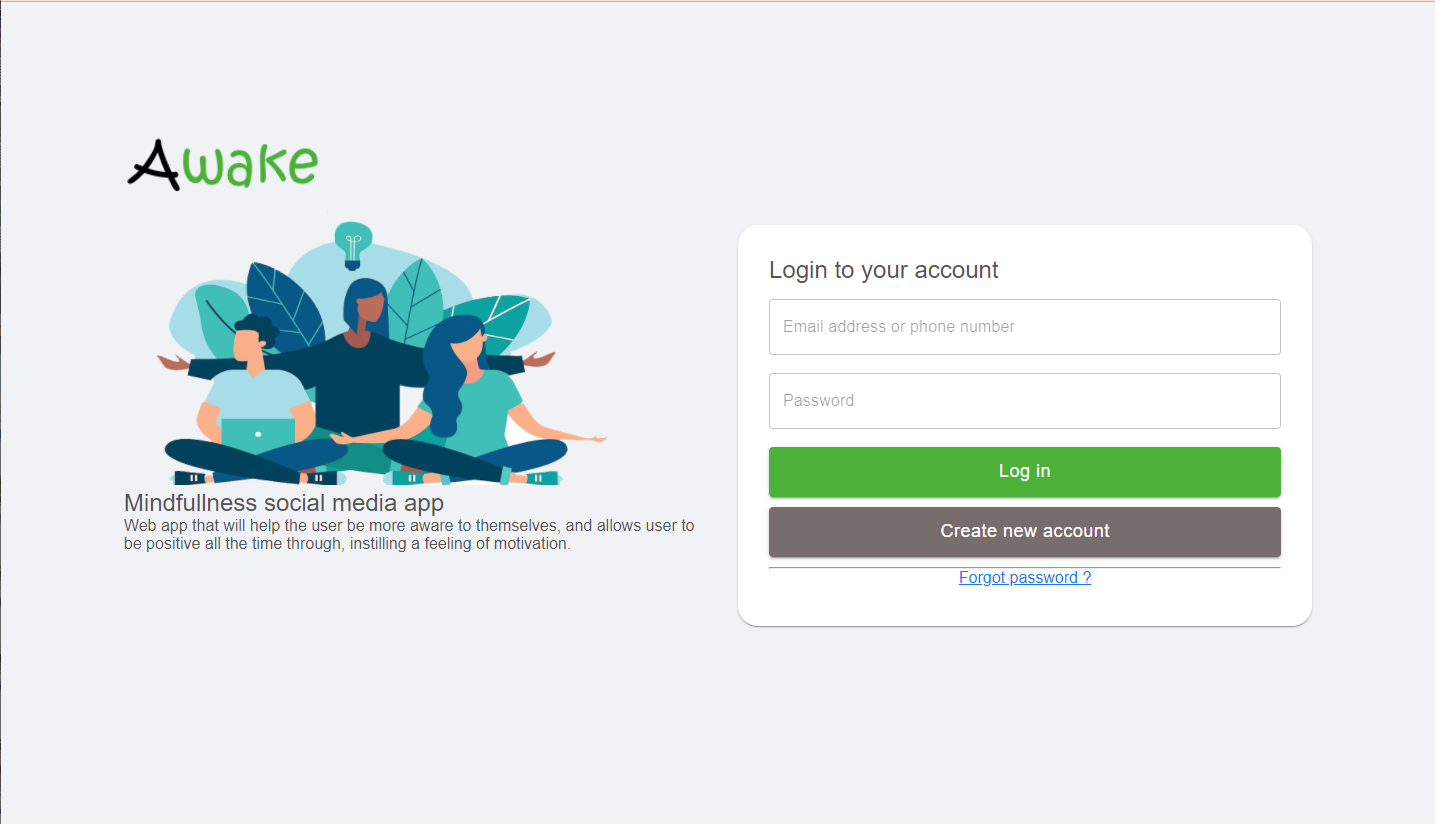 Awake
Mindfullness social media app
Web app that will help the user be more aware to themselves, and allows user to
be positive all the time through, instilling a feeling of motivation.
Login to your account
Email address or phone number
Password
Log in
Create new account
Forgot password ?